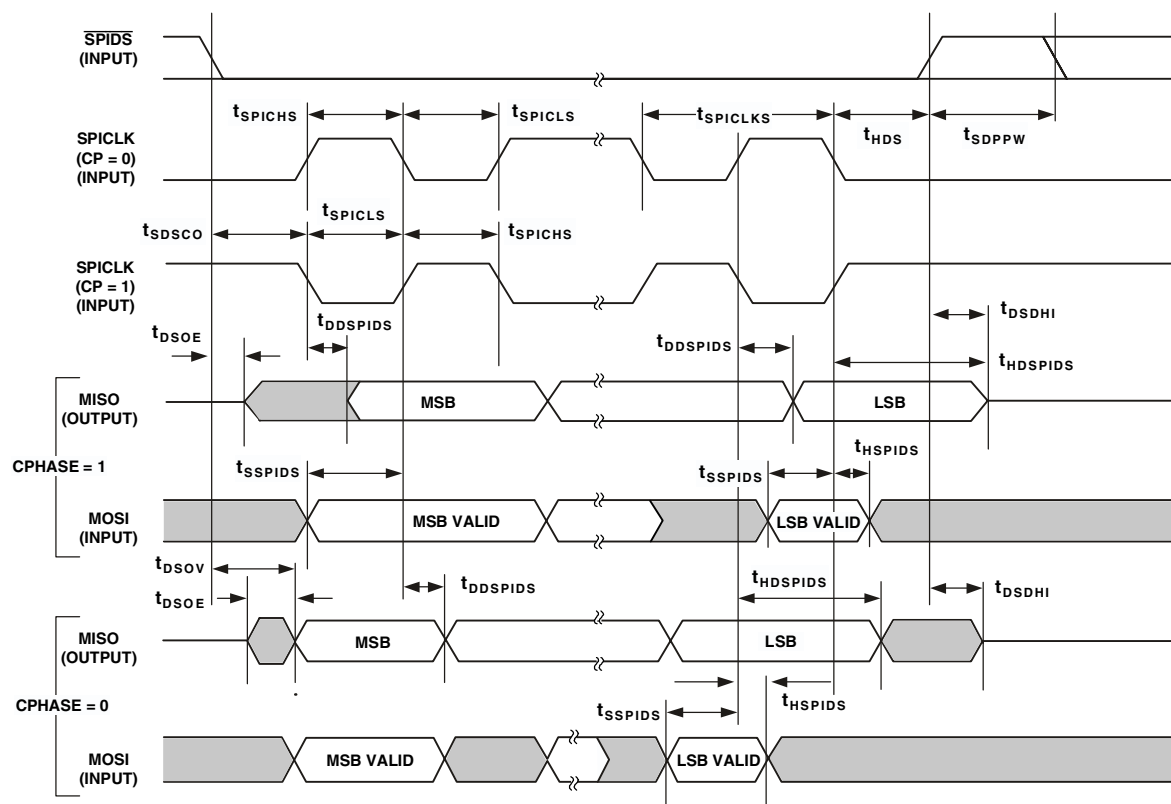 SPIDS
(INPUT)
tSPICHS
tSPICLS
tSPICLKS
tHDS
tSDPPW
SPICLK
(CP = 0)
(INPUT)
tSDSCO
tSPICLS
tSPICHS
SPICLK
(CP = 1)
(INPUT)
tDSOE
tDDSPIDS
tDDSPIDS
tDSDHI
tHDSPIDS
MISO
(OUTPUT)
MSB
LSB
CPHASE = 1
tSSPIDS
tSSPIDS
tHSPIDS
MOSI
(INPUT)
MSB VALID
LSB VALID
tDSOV
tDSOE
tDDSPIDS
tHDSPIDS
tDSDHI
MISO
(OUTPUT)
MSB
LSB
CPHASE = 0
tSSPIDS
tHSPIDS
MOSI
(INPUT)
MSB VALID
LSB VALID